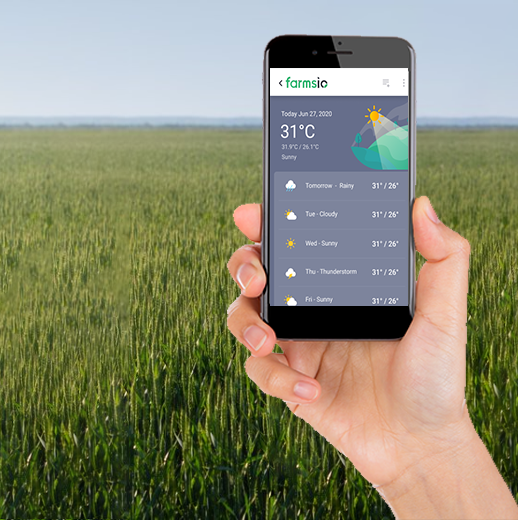 farmsio
Today Jun 27, 2020
31°C
31.9°C / 26.1°C
Sunny
Tomorrow - Rainy 31° / 26°
Tue - Cloudy 31° / 26°
Wed - Sunny 31° / 26°
Thu - Thunderstorm 31° / 26°
Fri - Sunny 31° / 26°